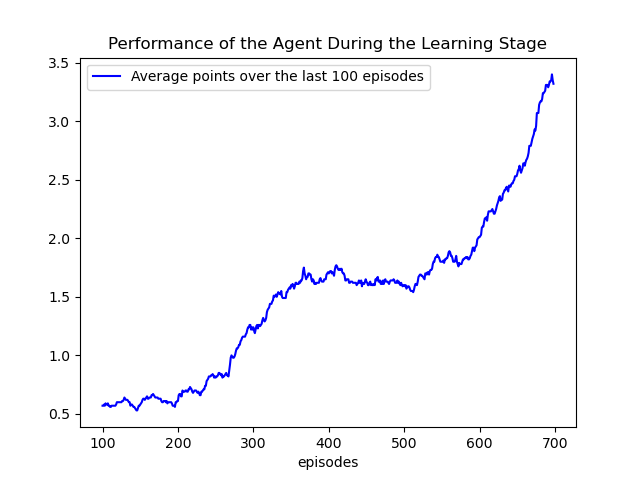 Performance of the Agent During the Learning Stage
Average points over the last 100 episodes
3.5
3.0
2.5
2.0
1.5
1.0
0.5
100 200 300 400 500 600 700
episodes